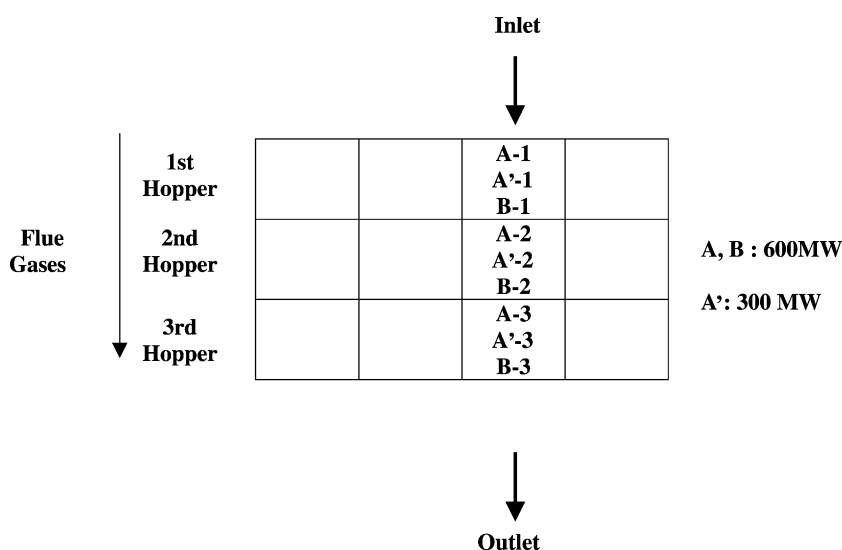 Inlet
1st
Hopper
A-1
A’-1
B-1
Flue
Gases
2nd
Hopper
A-2
A’-2
B-2
A, B : 600MW
A’: 300 MW
3rd
Hopper
A-3
A’-3
B-3
Outlet